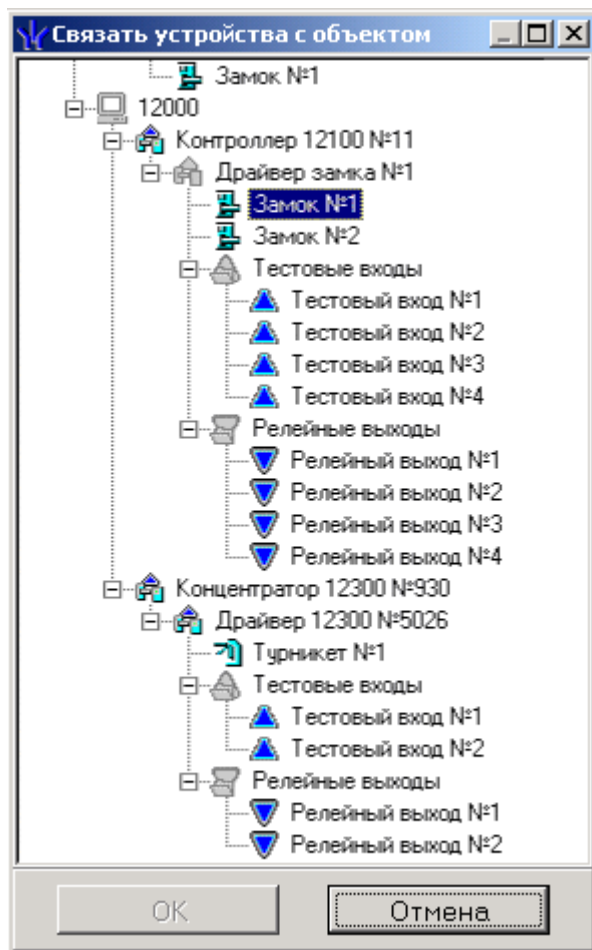 Связать устройства с объектом
Замок №1
12000
Контроллер 12100 №11
Драйвер замка №1
Замок №1
Замок №2
Тестовые входы
Тестовый вход №1
Тестовый вход №2
Тестовый вход №3
Тестовый вход №4
Релейные выходы
Релейный выход №1
Релейный выход №2
Релейный выход №3
Релейный выход №4
Концентратор 12300 №930
Драйвер 12300 №5026
Турникет №1
Тестовые входы
Тестовый вход №1
Тестовый вход №2
Релейные выходы
Релейный выход №1
Релейный выход №2
OK Отмена